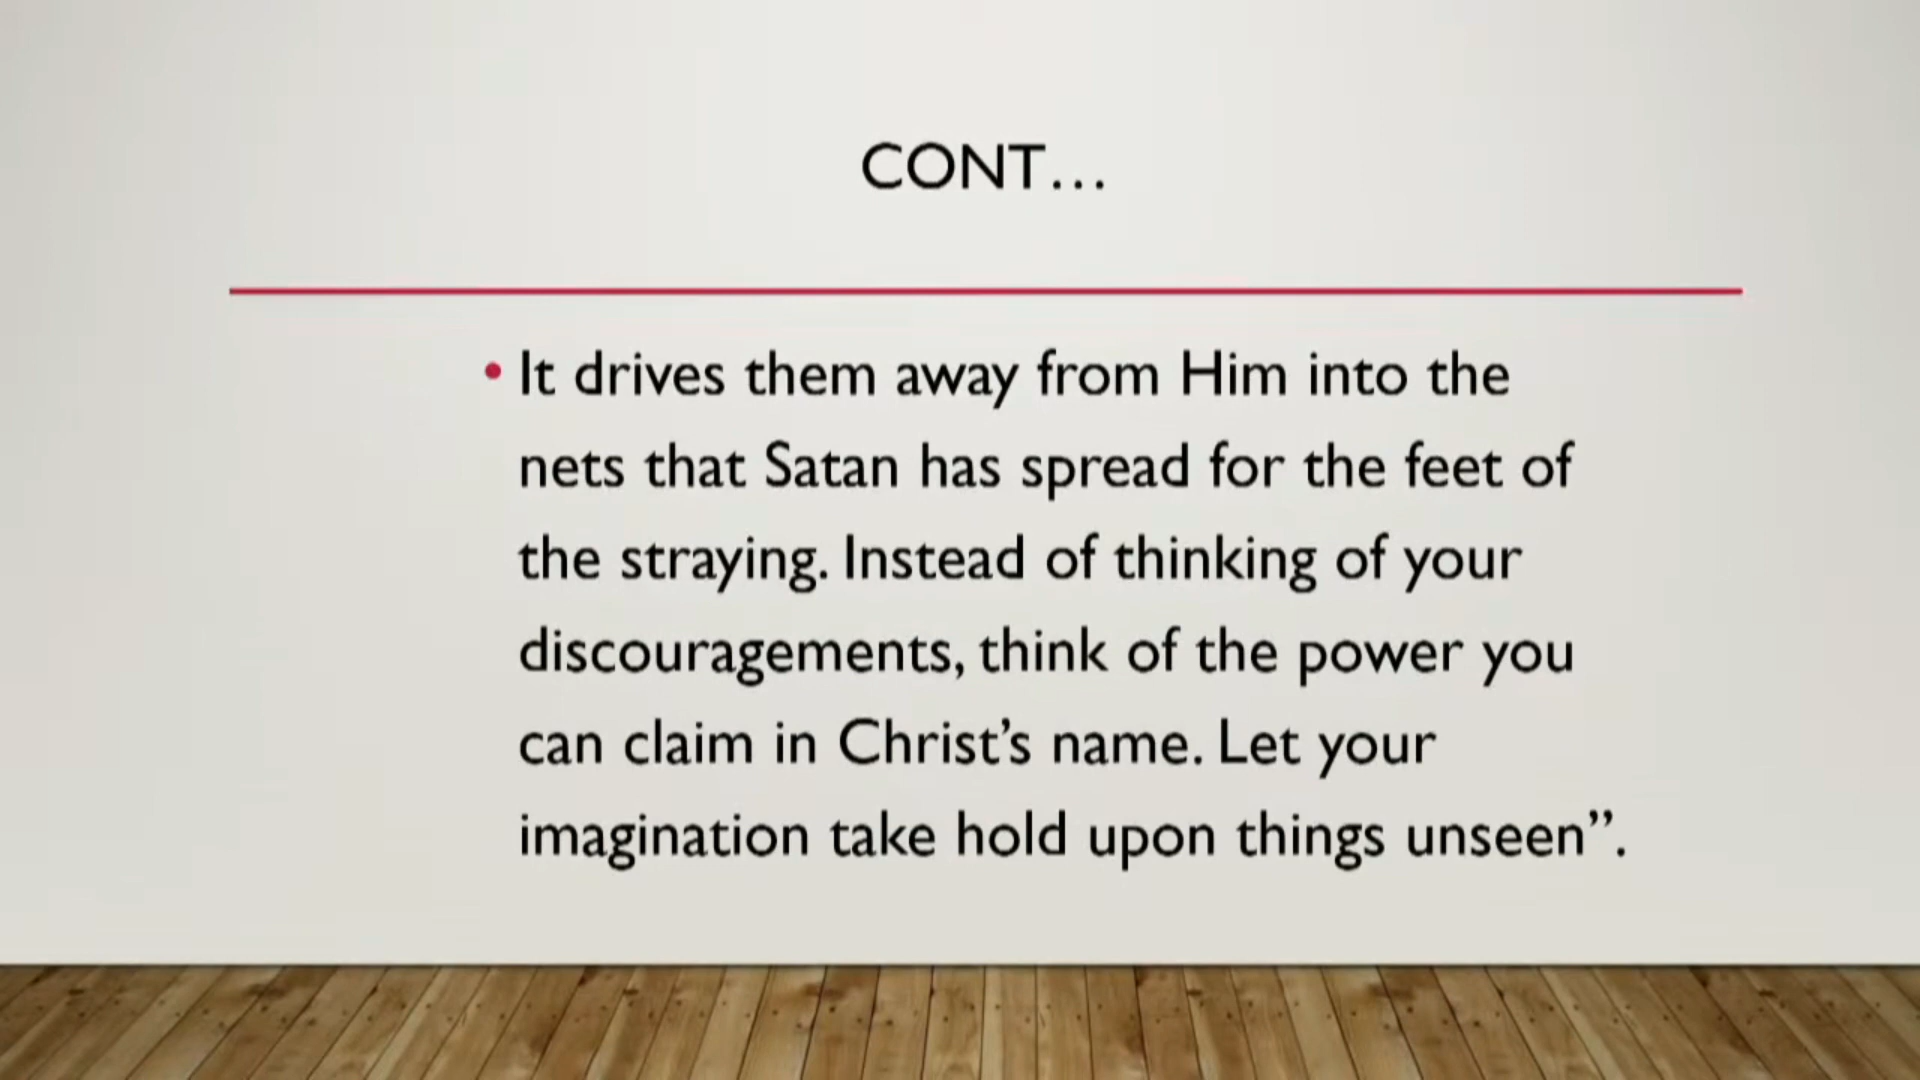 CONT…
• It drives them away from Him into the
nets that Satan has spread for the feet of
the straying. Instead of thinking of your
discouragements, think of the power you
can claim in Christ’s name. Let your
imagination take hold upon things unseen”.